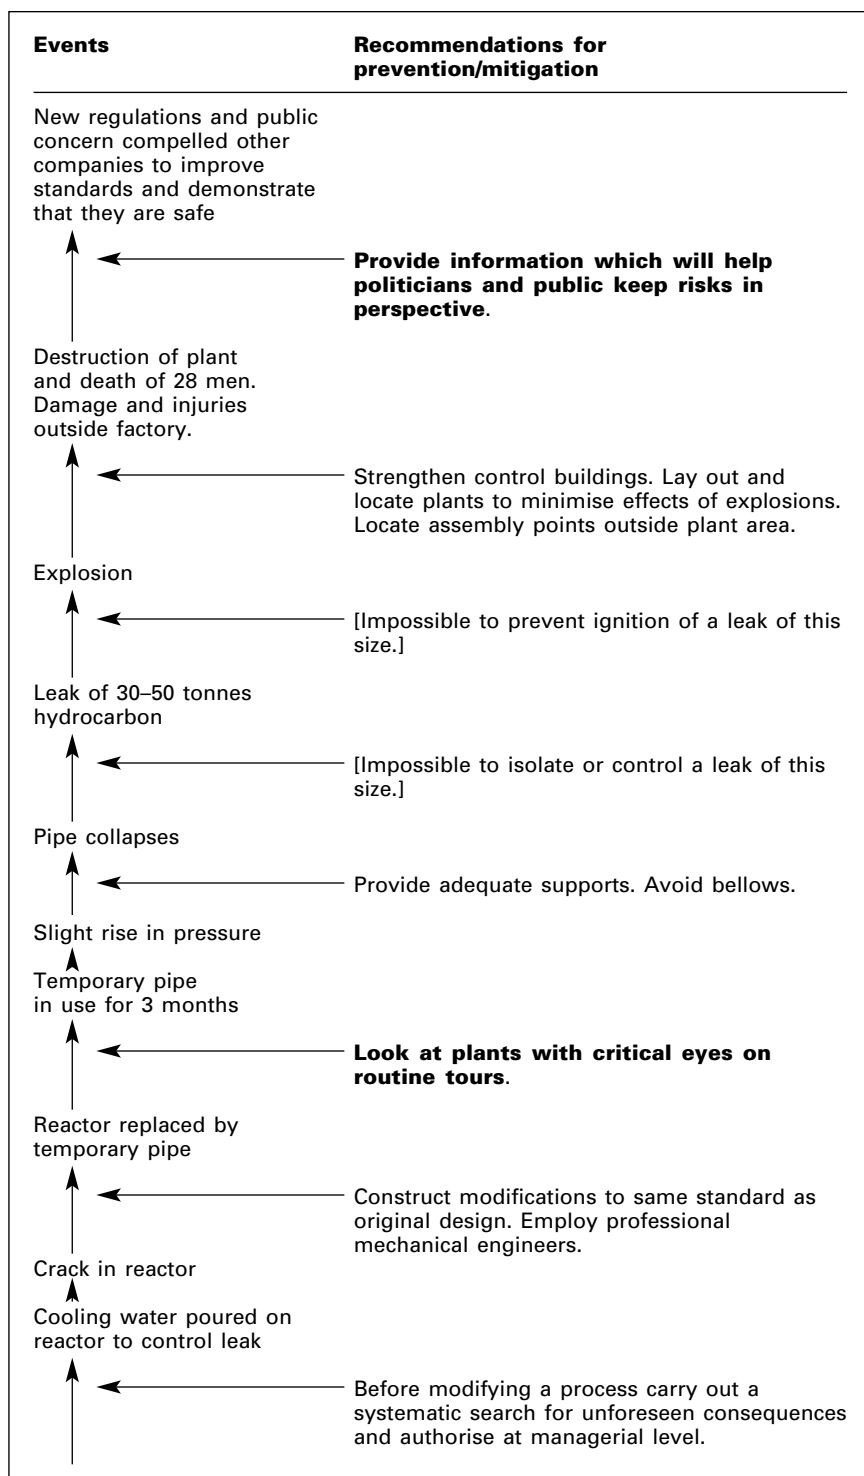 Events
Recommendations for
prevention/mitigation
New regulations and public
concern compelled other
companies to improve
standards and demonstrate
that they are safe
Provide information which will help
politicians and public keep risks in
perspective.
Destruction of plant
and death of 28 men.
Damage and injuries
outside factory.
Strengthen control buildings. Lay out and
locate plants to minimise effects of explosions.
Locate assembly points outside plant area.
Explosion
[Impossible to prevent ignition of a leak of this
size.]
Leak of 30–50 tonnes
hydrocarbon
[Impossible to isolate or control a leak of this
size.]
Pipe collapses
Provide adequate supports. Avoid bellows.
Slight rise in pressure
Temporary pipe
in use for 3 months
Look at plants with critical eyes on
routine tours.
Reactor replaced by
temporary pipe
Construct modifications to same standard as
original design. Employ professional
mechanical engineers.
Crack in reactor
Cooling water poured on
reactor to control leak
Before modifying a process carry out a
systematic search for unforeseen consequences
and authorise at managerial level.